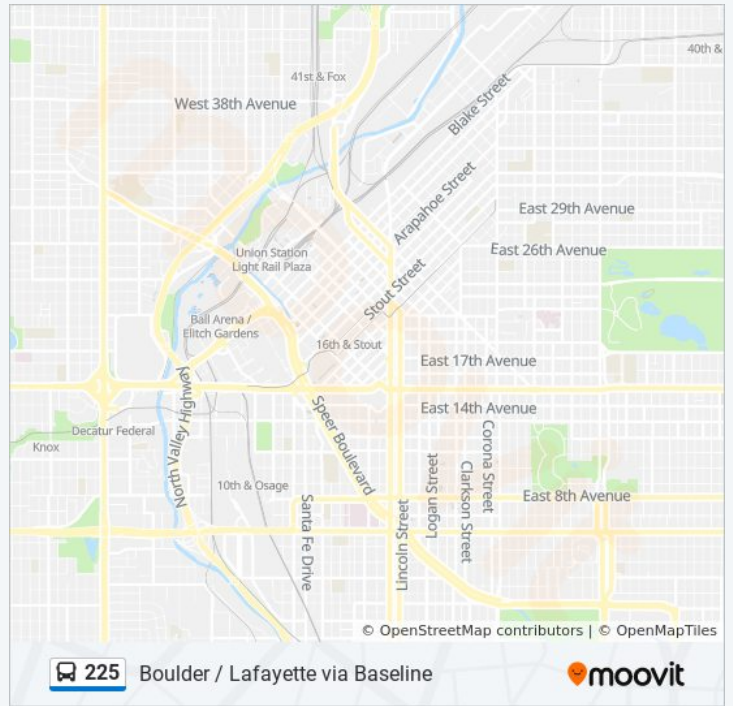 40th &
41st & Fox
West 38th Avenue
Blake Street
Arapahoe Street
East 29th Avenue
East 26th Avenue
Union Station
Light Rail Plaza
Stout Street
Ball Arena /
Elitch Gardens
16th & Stout
East 17th Avenue
North Valley Highway
Speer Boulevard
East 14th Avenue
Decatur Federal
Knox
Corona Street
Logan Street
Clarkson Street
10th & Osage
East 8th Avenue
Santa Fe Drive
Lincoln Street
© OpenStreetMap contributors | © OpenMapTiles
225 Boulder / Lafayette via Baseline
moovit